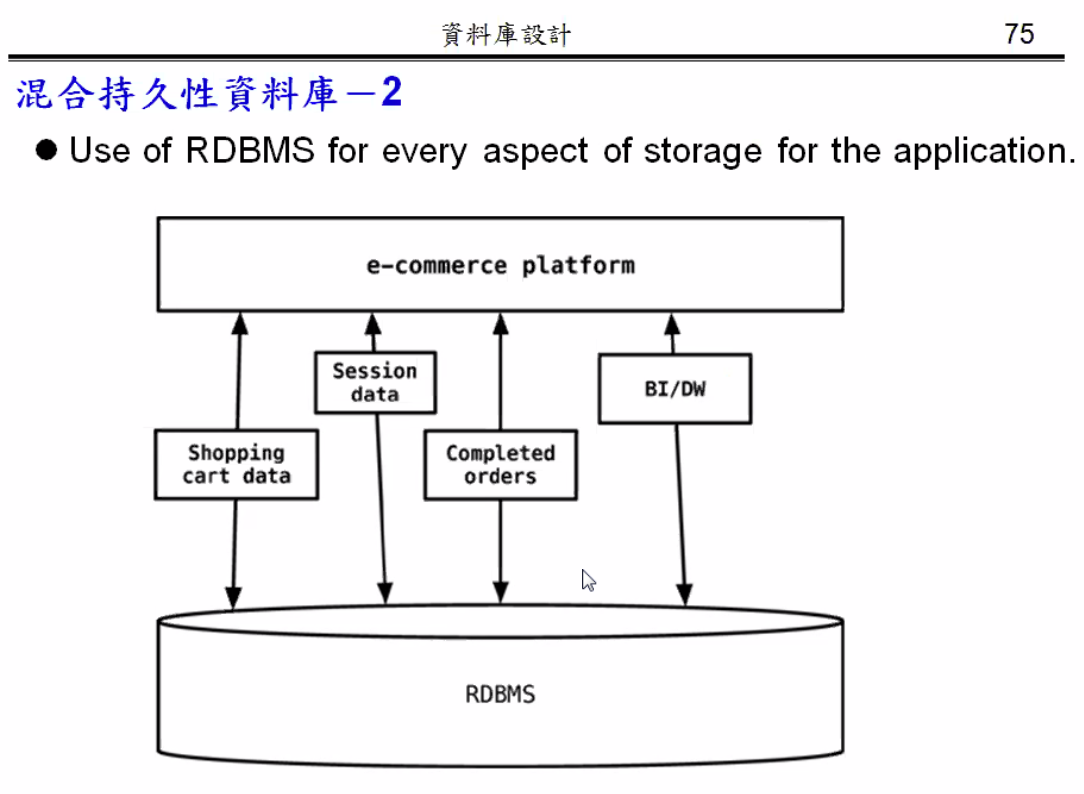 資料庫設計 75
混合持久性資料庫－2
● Use of RDBMS for every aspect of storage for the application.
e-commerce platform
Session
data
BI/DW
Shopping
cart data
Completed
orders
RDBMS